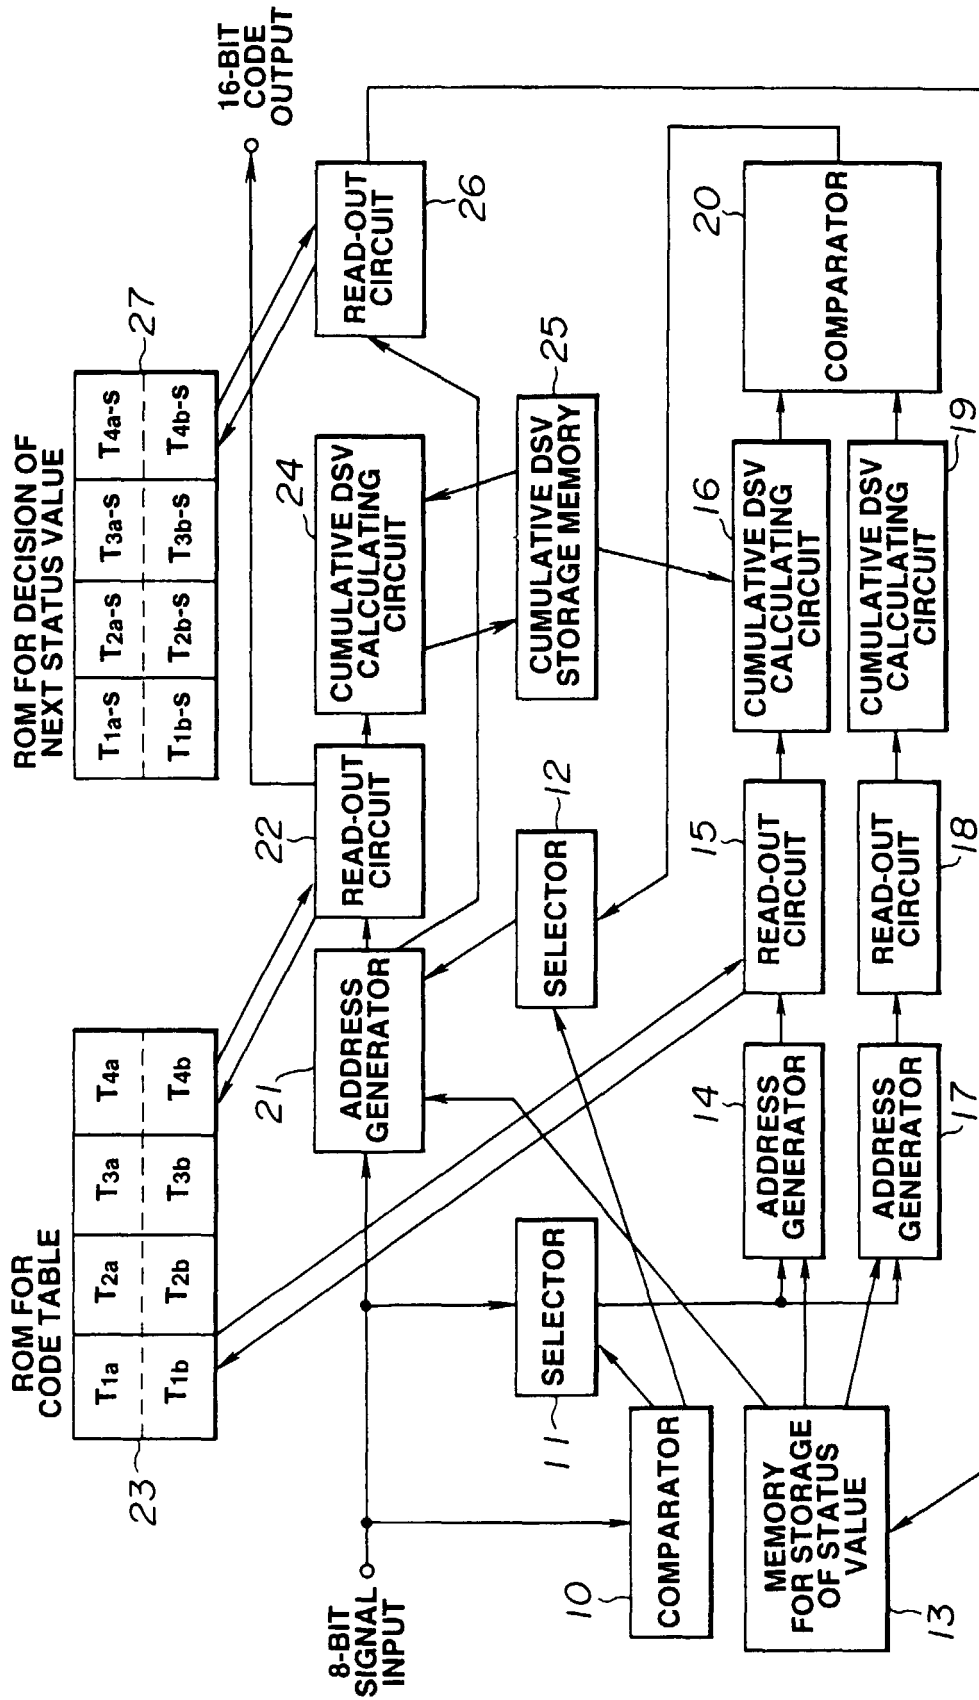 ROM FOR
CODE TABLE
T1a
T2a
T3a
T4a
T1b
T2b
T3b
T4b
23
ROM FOR DECISION OF
NEXT STATUS VALUE
T1a-s
T2a-s
T3a-s
T4a-s
T1b-s
T2b-s
T3b-s
T4b-s
27
16-BIT
CODE
OUTPUT
8-BIT
SIGNAL
INPUT
21
ADDRESS
GENERATOR
22
READ-OUT
CIRCUIT
24
CUMULATIVE DSV
CALCULATING
CIRCUIT
READ-OUT
CIRCUIT
26
11
SELECTOR
SELECTOR
12
CUMULATIVE DSV
STORAGE MEMORY
25
10
COMPARATOR
MEMORY
FOR STORAGE
OF STATUS
VALUE
13
14
ADDRESS
GENERATOR
15
READ-OUT
CIRCUIT
16
CUMULATIVE DSV
CALCULATING
CIRCUIT
20
COMPARATOR
ADDRESS
GENERATOR
17
READ-OUT
CIRCUIT
18
CUMULATIVE DSV
CALCULATING
CIRCUIT
19